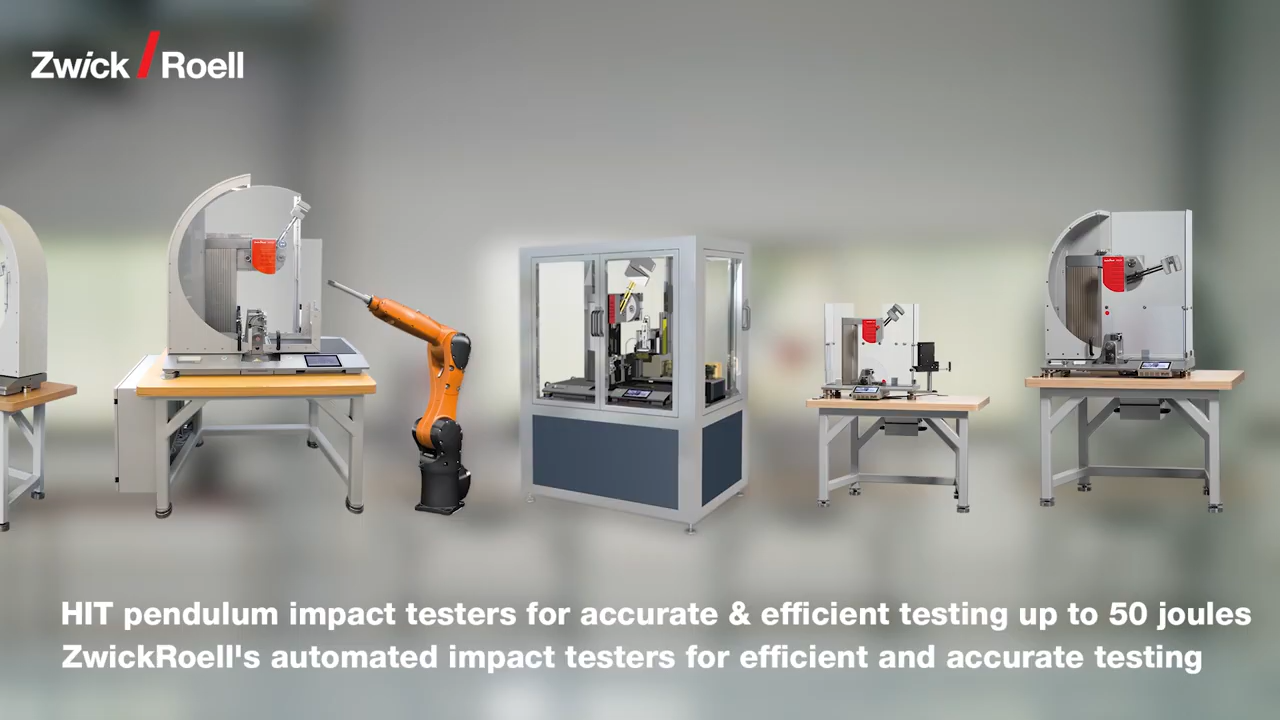 Zwick / Roell
HIT pendulum impact testers for accurate & efficient testing up to 50 joules
ZwickRoell's automated impact testers for efficient and accurate testing